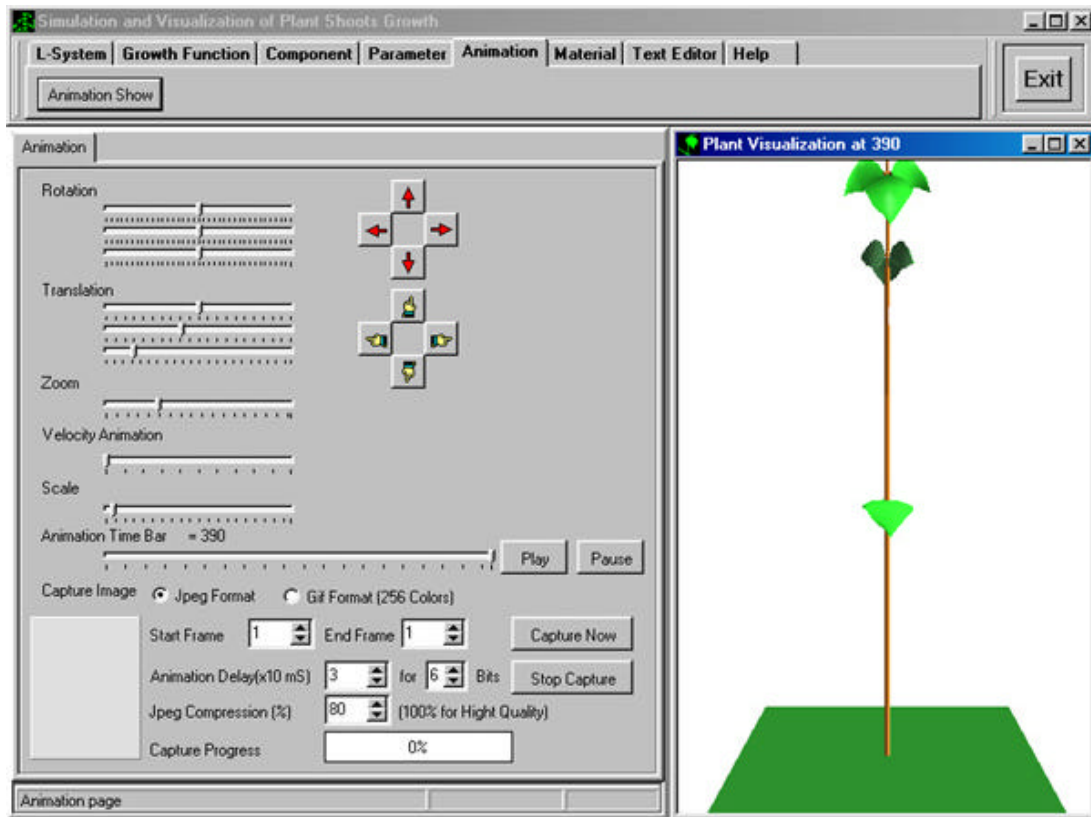 Simulation and Visualization of Plant Shoots Growth
L-System Growth Function Component Parameter Animation Material Text Editor Help
Animation Show
Exit
Animation
Rotation
Translation
Zoom
Velocity Animation
Scale
Animation Time Bar = 390
Play Pause
Capture Image Jpeg Format Gif Format (256 Colors)
Start Frame 1 End Frame 1 Capture Now
Animation Delay(x10 mS) 3 for 6 Bits Stop Capture
Jpeg Compression (%) 80 (100% for Hight Quality)
Capture Progress 0%
Animation page
Plant Visualization at 390